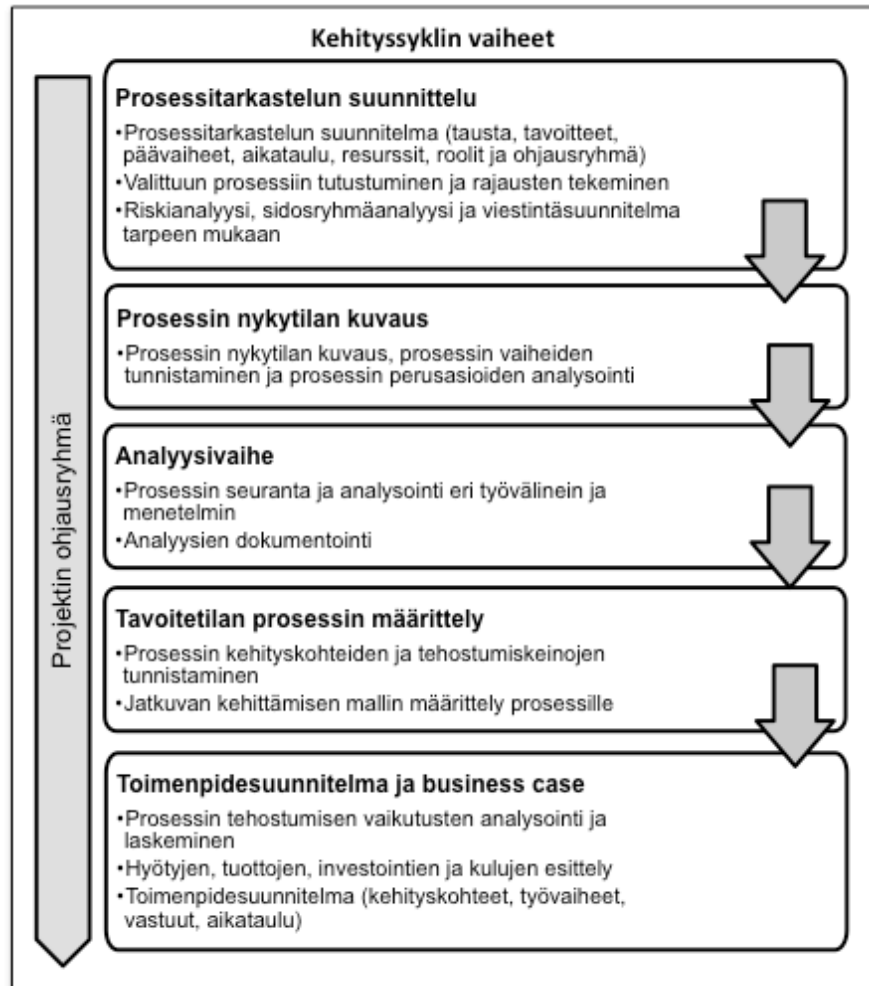 Kehityssyklin vaiheet
Projektin ohjausryhmä
Prosessitarkastelun suunnittelu
•Prosessitarkastelun suunnitelma (tausta, tavoitteet,
päävaiheet, aikataulu, resurssit, roolit ja ohjausryhmä)
•Valittuun prosessiin tutustuminen ja rajausten tekeminen
•Riskianalyysi, sidosryhmäanalyysi ja viestintäsuunnitelma
tarpeen mukaan
Prosessin nykytilan kuvaus
•Prosessin nykytilan kuvaus, prosessin vaiheiden
tunnistaminen ja prosessin perusasioiden analysointi
Analyysivaihe
•Prosessin seuranta ja analysointi eri työvälinein ja
menetelmin
•Analyysien dokumentointi
Tavoitetilan prosessin määrittely
•Prosessin kehityskohteiden ja tehostumiskeinojen
tunnistaminen
•Jatkuvan kehittämisen mallin määrittely prosessille
Toimenpidesuunnitelma ja business case
•Prosessin tehostumisen vaikutusten analysointi ja
laskeminen
•Hyötyjen, tuottojen, investointien ja kulujen esittely
•Toimenpidesuunnitelma (kehityskohteet, työvaiheet,
vastuut, aikataulu)